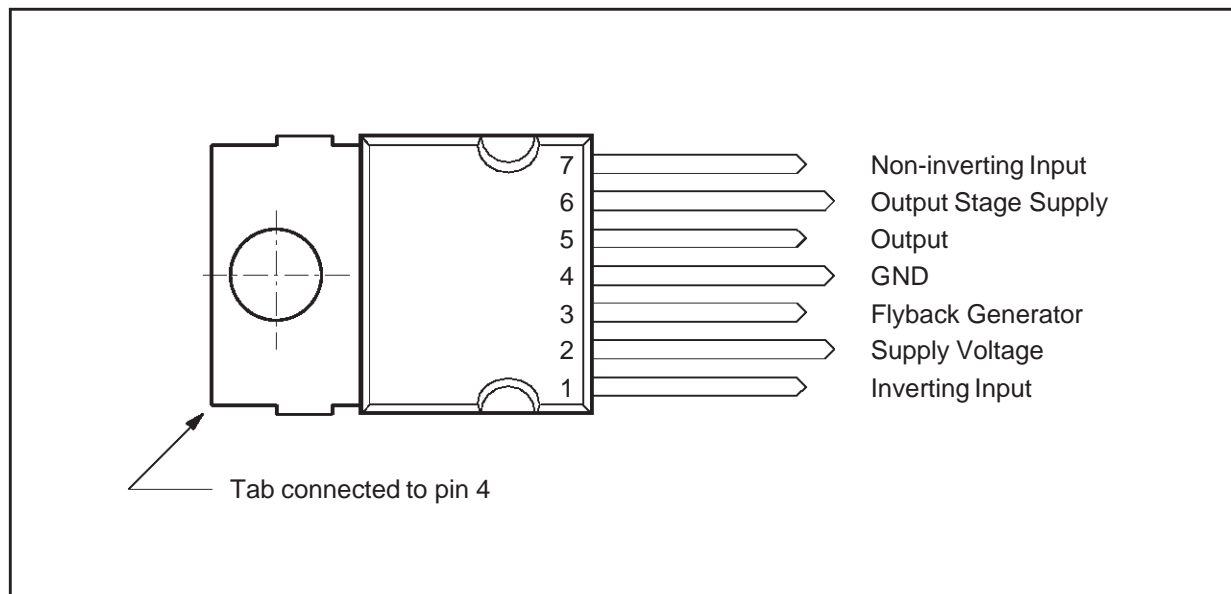 7 Non-inverting Input
6 Output Stage Supply
5 Output
4 GND
3 Flyback Generator
2 Supply Voltage
1 Inverting Input
Tab connected to pin 4